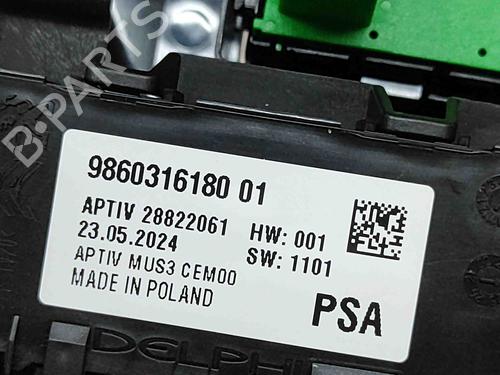 B-PARTS
9860316180 01
APTIV 28822061 HW: 001
23.05.2024 SW: 1101
APTIV MUS3 CEM00
MADE IN POLAND
PSA
DELPHI